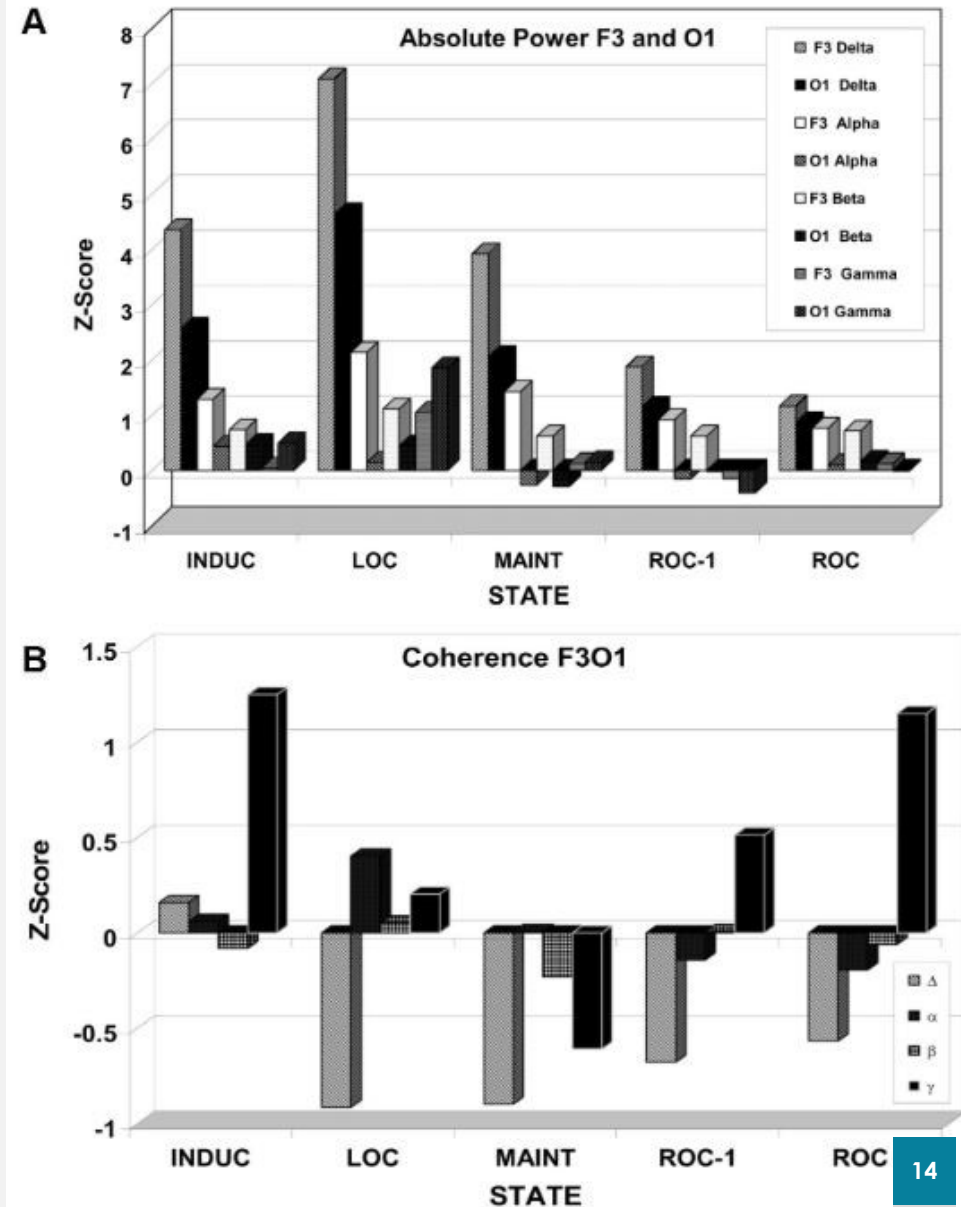 A
Absolute Power F3 and O1
8
7
6
5
4
3
2
1
0
-1
Z-Score
F3 Delta
O1 Delta
F3 Alpha
O1 Alpha
F3 Beta
O1 Beta
F3 Gamma
O1 Gamma
INDUC LOC MAINT ROC-1 ROC
STATE
B
Coherence F3O1
1.5
1
0.5
0
-0.5
-1
Z-Score
Δ
α
β
γ
INDUC LOC MAINT ROC-1 ROC
STATE
14